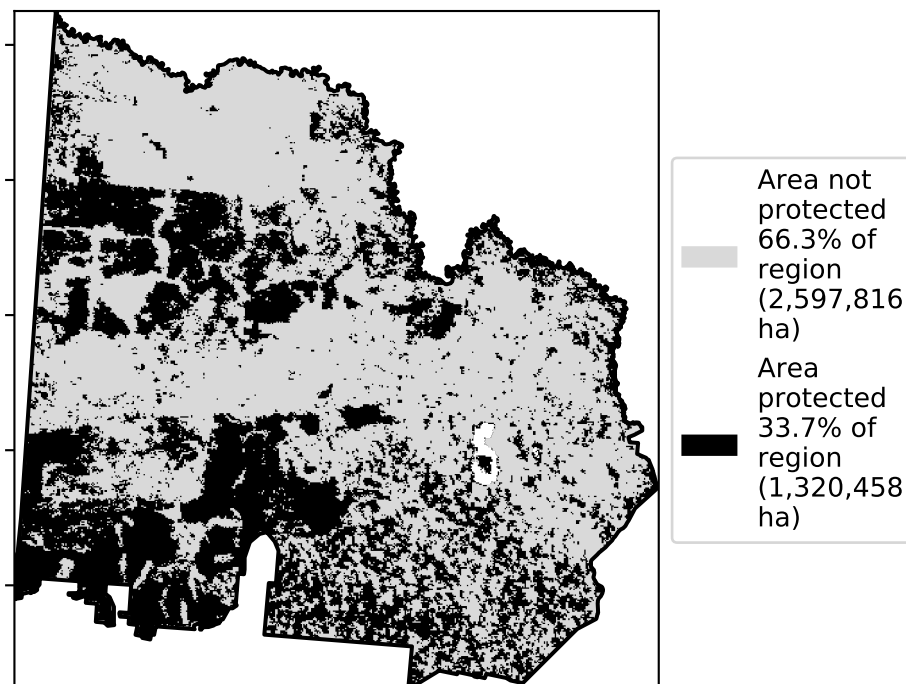 Area not
protected
66.3% of
region
(2,597,816
ha)
Area
protected
33.7% of
region
(1,320,458
ha)